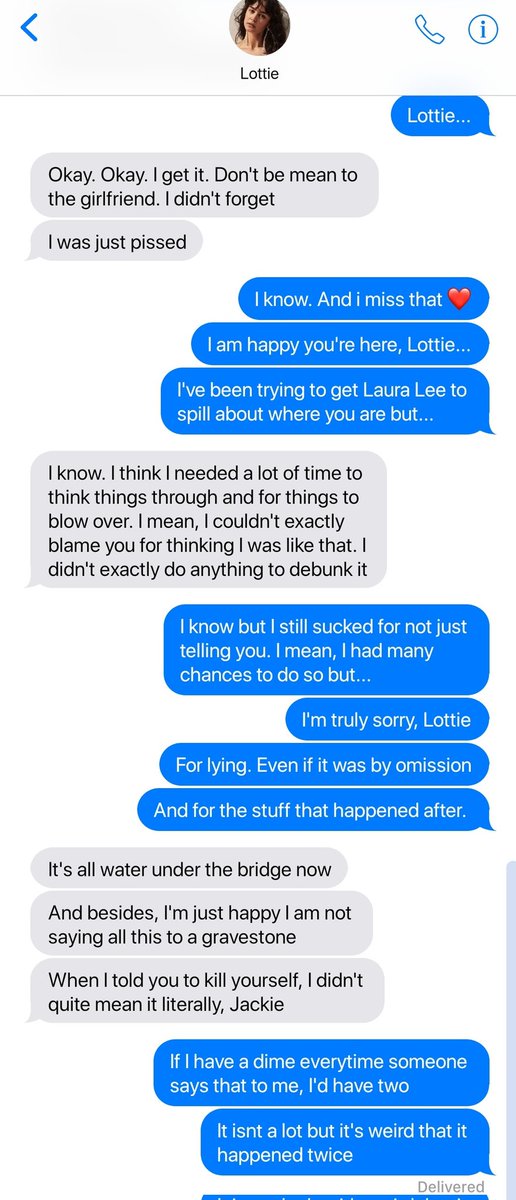 Lottie
Lottie...
Okay. Okay. I get it. Don't be mean to
the girlfriend. I didn't forget
I was just pissed
I know. And i miss that ❤️
I am happy you're here, Lottie...
I've been trying to get Laura Lee to
spill about where you are but...
I know. I think I needed a lot of time to
think things through and for things to
blow over. I mean, I couldn't exactly
blame you for thinking I was like that. I
didn't exactly do anything to debunk it
I know but I still sucked for not just
telling you. I mean, I had many
chances to do so but...
I'm truly sorry, Lottie
For lying. Even if it was by omission
And for the stuff that happened after.
It's all water under the bridge now
And besides, I'm just happy I am not
saying all this to a gravestone
When I told you to kill yourself, I didn't
quite mean it literally, Jackie
If I have a dime everytime someone
says that to me, I'd have two
It isnt a lot but it's weird that it
happened twice
Delivered